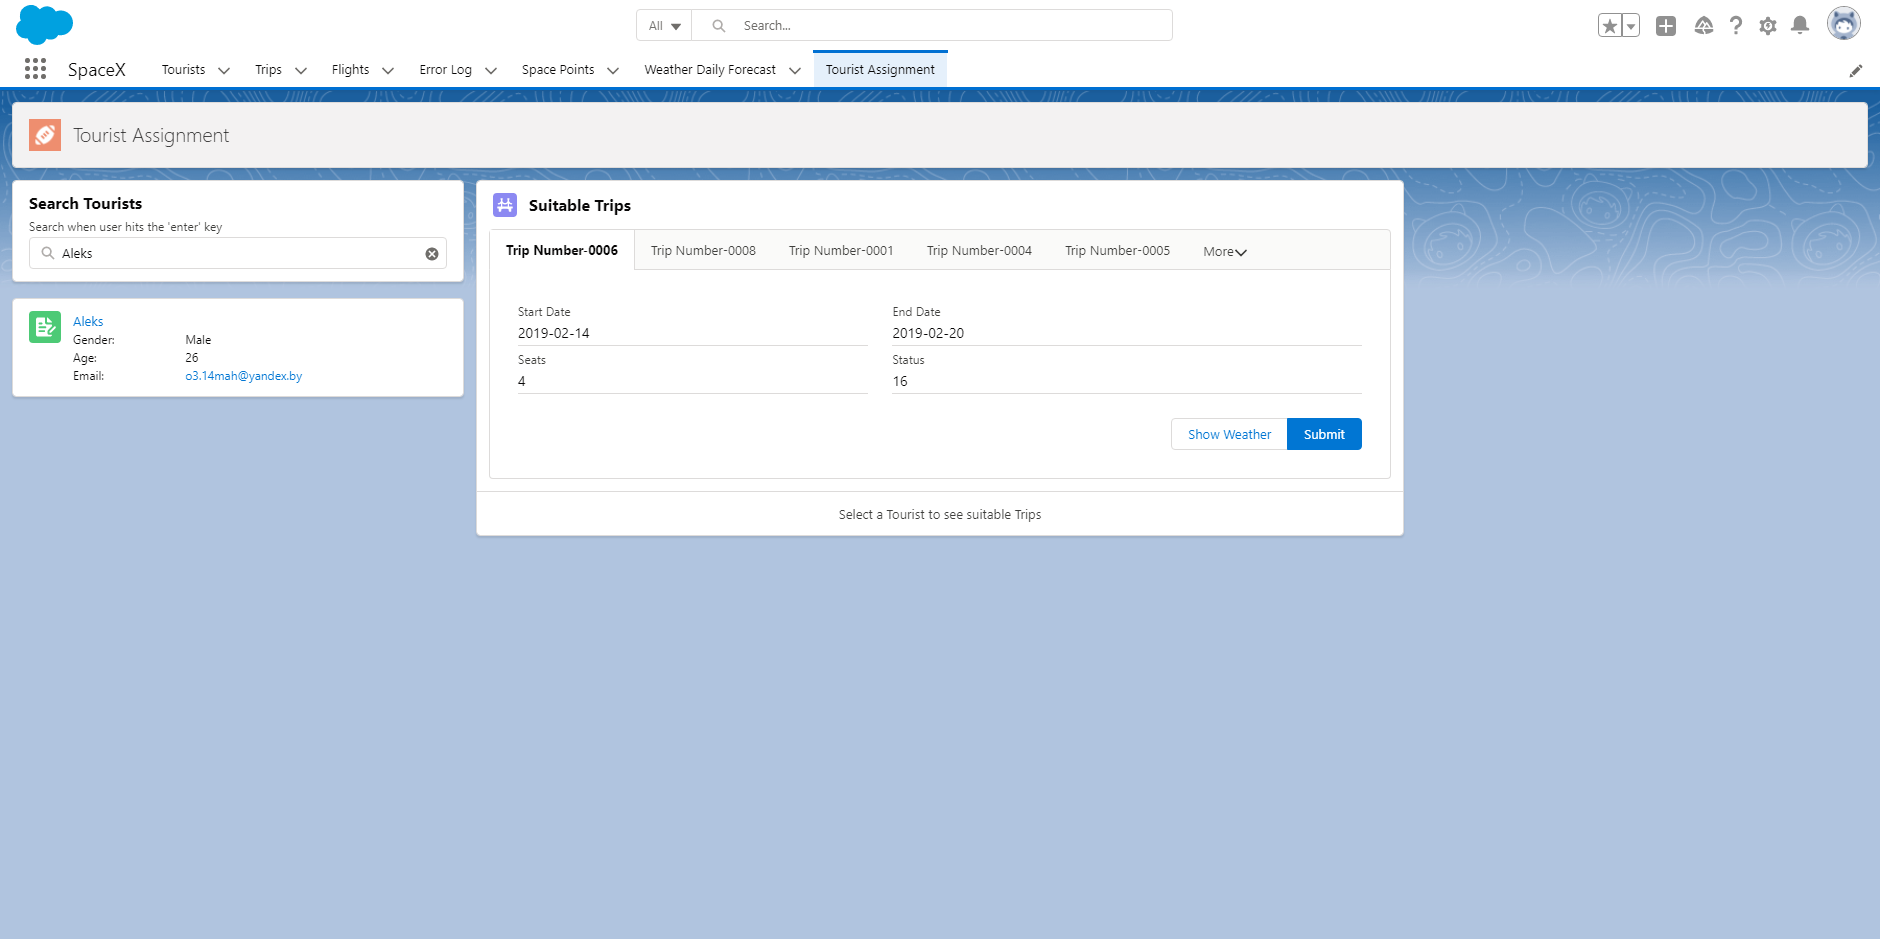 All
Search...
SpaceX
Tourists
Trips
Flights
Error Log
Space Points
Weather Daily Forecast
Tourist Assignment
Tourist Assignment
Search Tourists
Search when user hits the 'enter' key
Aleks
Aleks
Gender: Male
Age: 26
Email: o3.14mah@yandex.by
Suitable Trips
Trip Number-0006
Trip Number-0008
Trip Number-0001
Trip Number-0004
Trip Number-0005
More
Start Date
2019-02-14
End Date
2019-02-20
Seats
4
Status
16
Show Weather
Submit
Select a Tourist to see suitable Trips